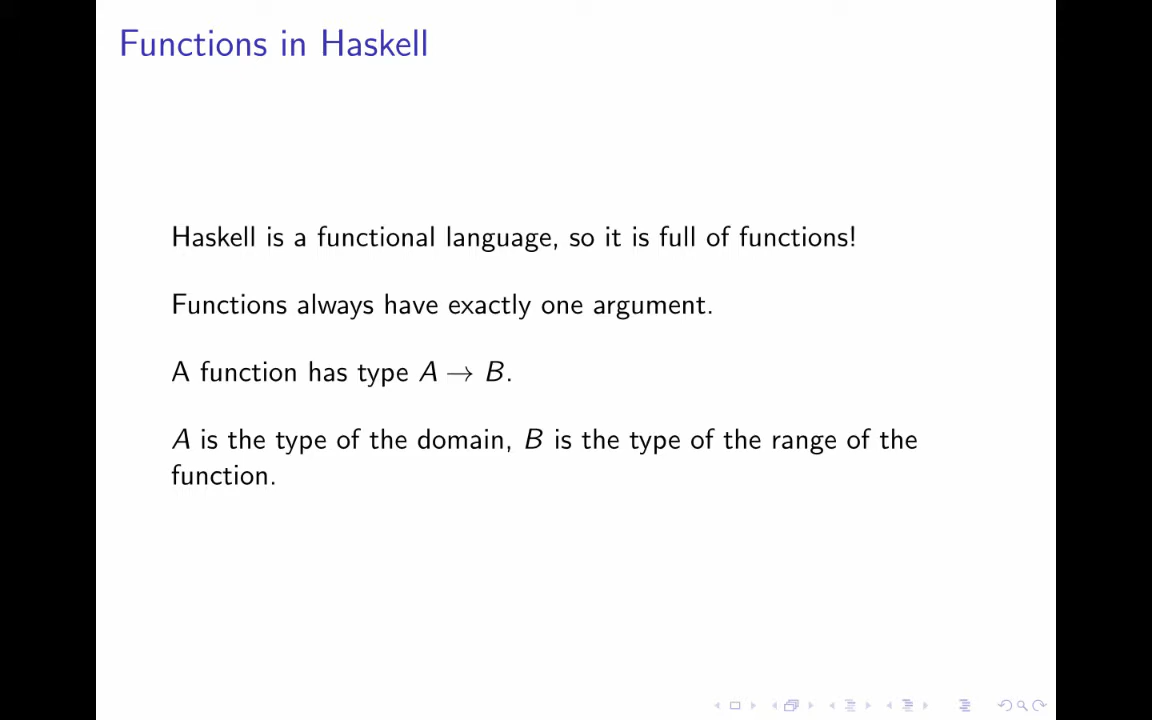 Functions in Haskell
Haskell is a functional language, so it is full of functions!
Functions always have exactly one argument.
A function has type A → B.
A is the type of the domain, B is the type of the range of the
function.